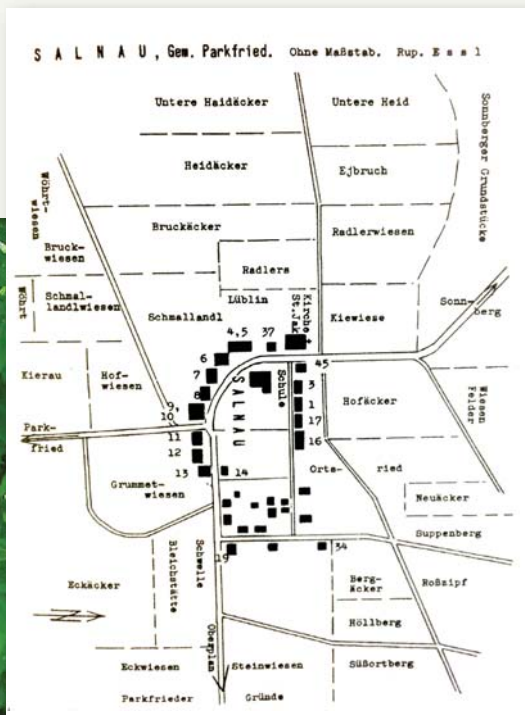 SALNAU, Gem. Parkfried. Ohne Maßstab. Rup. Essl
Untere Haidäcker
Untere Heid
Sonnberger Grundstücke
Heidäcker
Ejbruch
Wöhrt-
wiesen
Bruckäcker
Radlerwiesen
Bruck-
wiesen
Radlers
Wöhrt
Schmal-
landlwiesen
Lüblin
Kirche
St.Jak.
Sonn-
berg
Schmallandl
4,5
37
Kiewiese
Kierau
Hof-
wiesen
6
7
8
SALNAU
Schule
45
3
1
17
16
Hofäcker
Wiesen
Felder
9,
10
Park-
fried
11
12
13
14
Orts-
ried
Grummet-
wiesen
Neuäcker
Suppenberg
Schwelle
Bleichstätte
19
34
Eckäcker
Berg-
äcker
Roßzipf
Höllberg
Oberplan
Eckwiesen
Steinwiesen
Süßortberg
Parkfrieder
Gründe